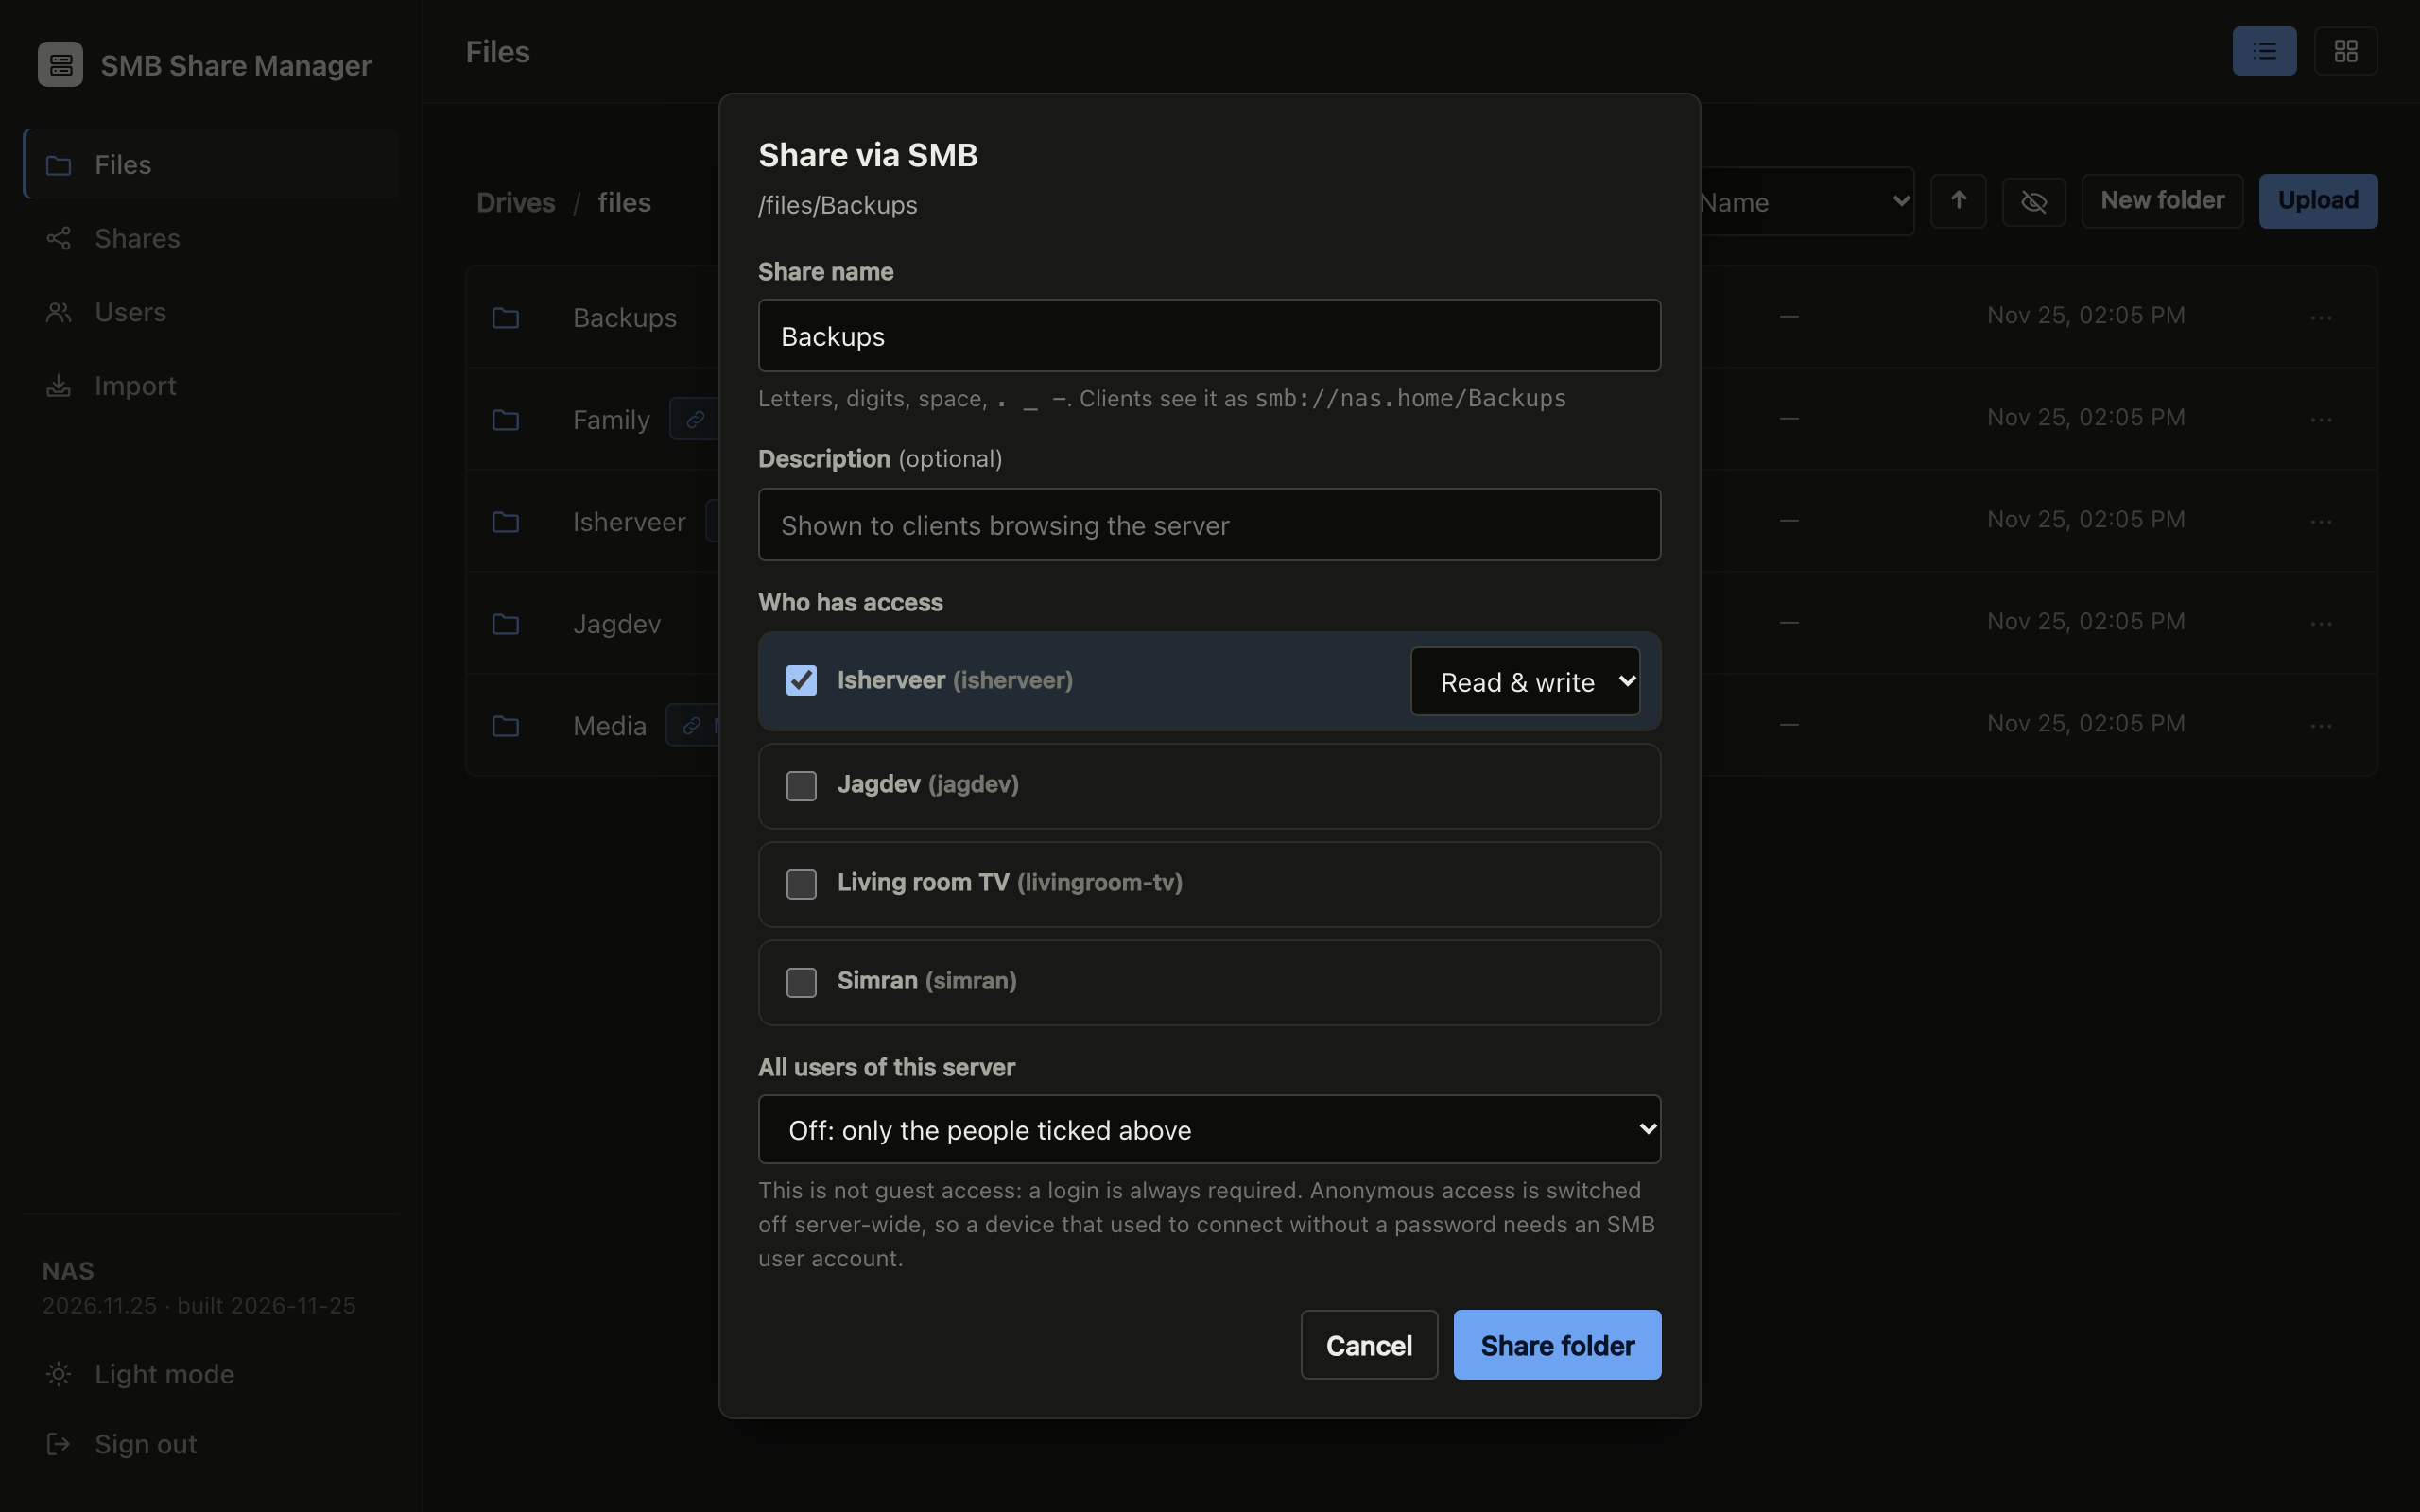 SMB Share Manager
Files
Shares
Users
Import
NAS
2026.11.25 · built 2026-11-25
Light mode
Sign out
Files
Drives / files
Name
New folder
Upload
Backups — Nov 25, 02:05 PM ...
Family — Nov 25, 02:05 PM ...
Isherveer — Nov 25, 02:05 PM ...
Jagdev — Nov 25, 02:05 PM ...
Media — Nov 25, 02:05 PM ...
Share via SMB
/files/Backups
Share name
Backups
Letters, digits, space, . _ -. Clients see it as smb://nas.home/Backups
Description (optional)
Shown to clients browsing the server
Who has access
Isherveer (isherveer) Read & write
Jagdev (jagdev)
Living room TV (livingroom-tv)
Simran (simran)
All users of this server
Off: only the people ticked above
This is not guest access: a login is always required. Anonymous access is switched
off server-wide, so a device that used to connect without a password needs an SMB
user account.
Cancel
Share folder